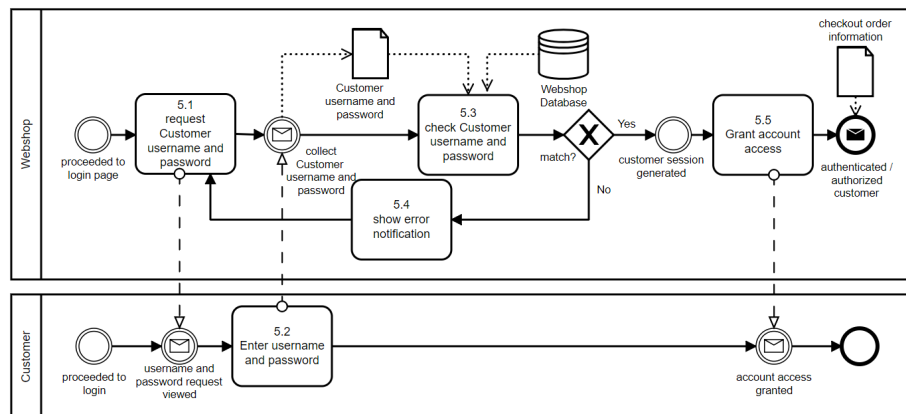 Webshop
proceeded to
login page
5.1
request
Customer
username and
password
collect
Customer
username and
password
Customer
username and
password
5.3
check Customer
username and
password
Webshop
Database
match?
Yes
No
5.4
show error
notification
customer session
generated
5.5
Grant account
access
checkout order
information
authenticated /
authorized
customer
Customer
proceeded to
login
username and
password request
viewed
5.2
Enter username
and password
account access
granted